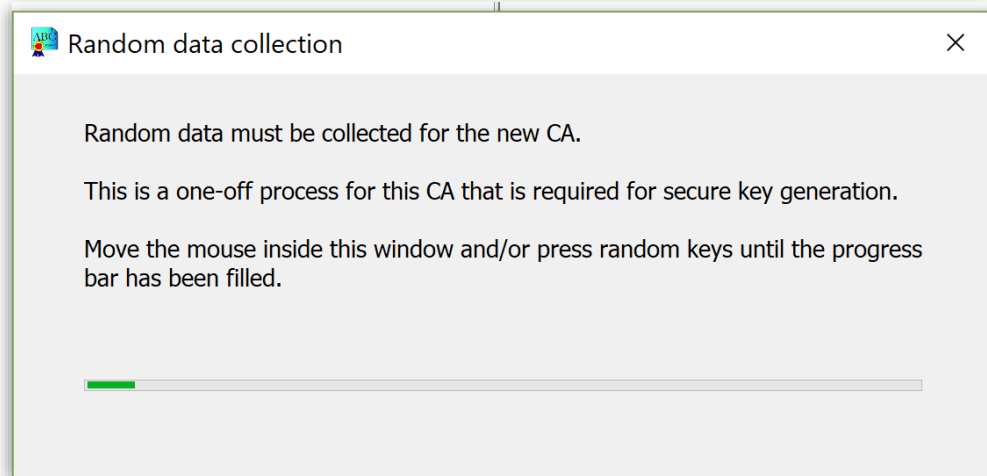 ABC
Random data collection
Random data must be collected for the new CA.
This is a one-off process for this CA that is required for secure key generation.
Move the mouse inside this window and/or press random keys until the progress
bar has been filled.